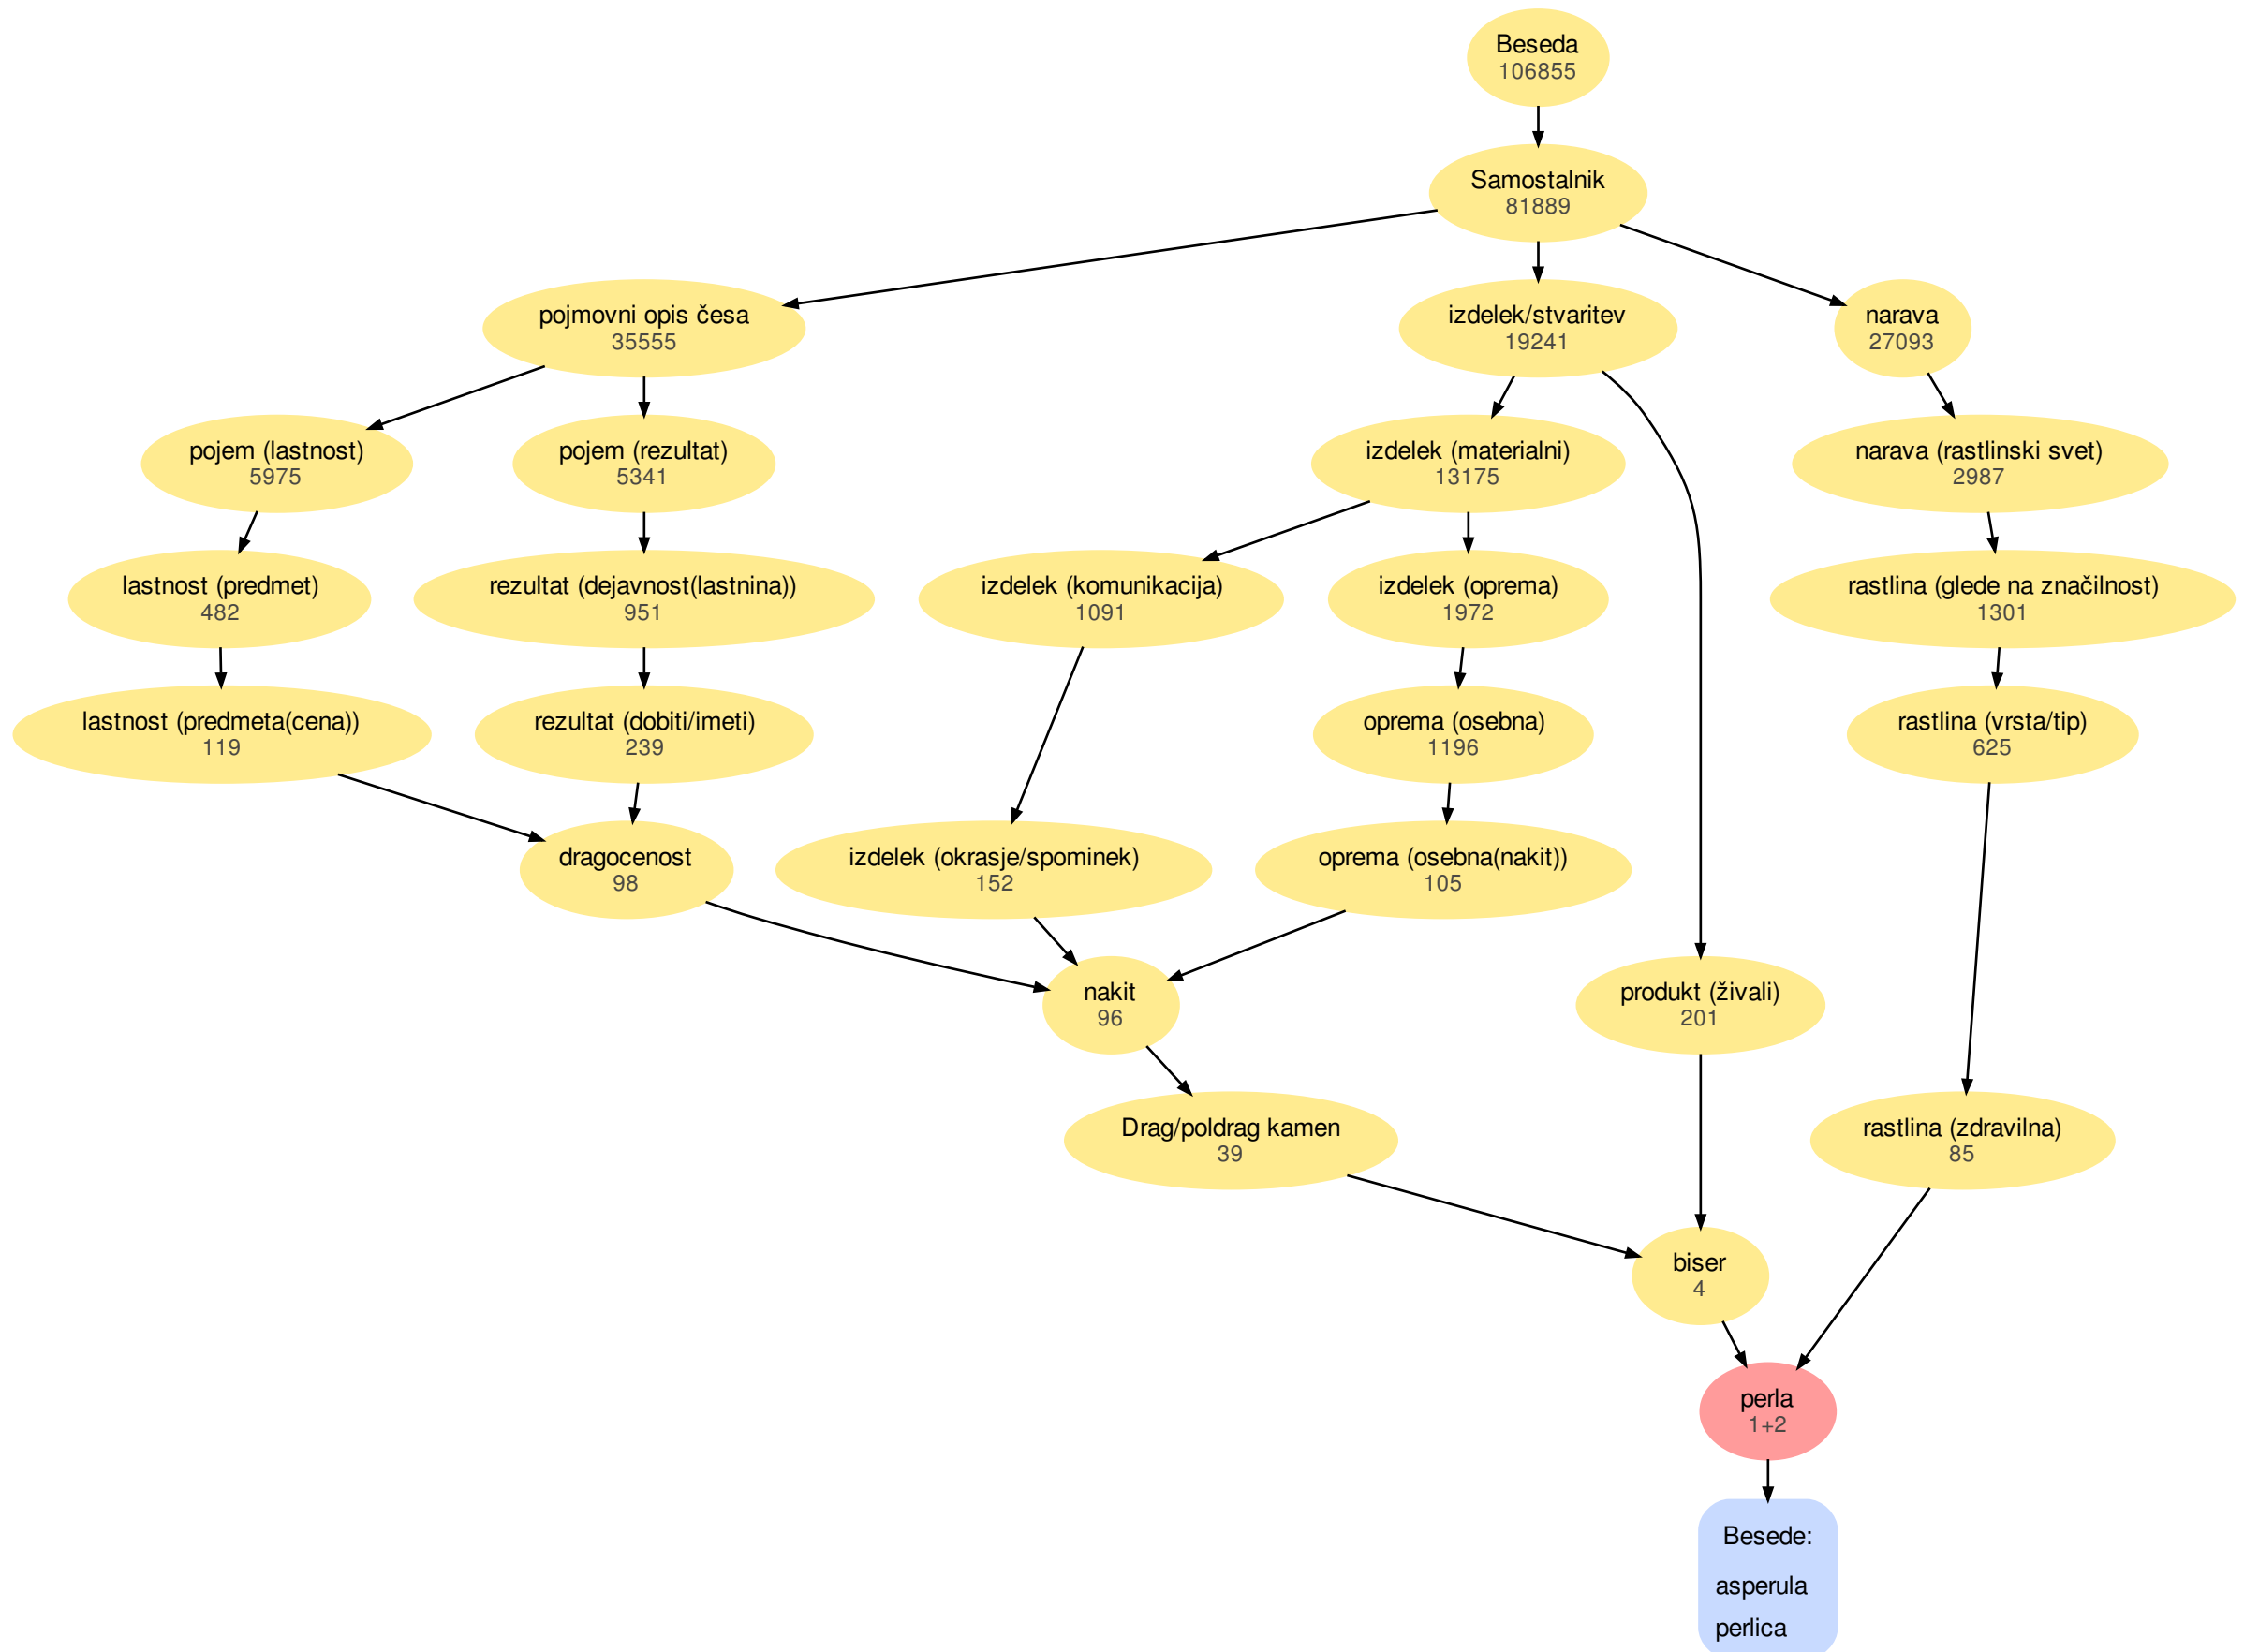 Beseda
106855
Samostalnik
81889
pojmovni opis česa
35555
izdelek/stvaritev
19241
narava
27093
pojem (lastnost)
5975
pojem (rezultat)
5341
izdelek (materialni)
13175
narava (rastlinski svet)
2987
lastnost (predmet)
482
rezultat (dejavnost(lastnina))
951
izdelek (komunikacija)
1091
izdelek (oprema)
1972
rastlina (glede na značilnost)
1301
lastnost (predmeta(cena))
119
rezultat (dobiti/imeti)
239
oprema (osebna)
1196
rastlina (vrsta/tip)
625
dragocenost
98
izdelek (okrasje/spominek)
152
oprema (osebna(nakit))
105
nakit
96
produkt (živali)
201
Drag/poldrag kamen
39
rastlina (zdravilna)
85
biser
4
perla
1+2
Besede:
asperula
perlica